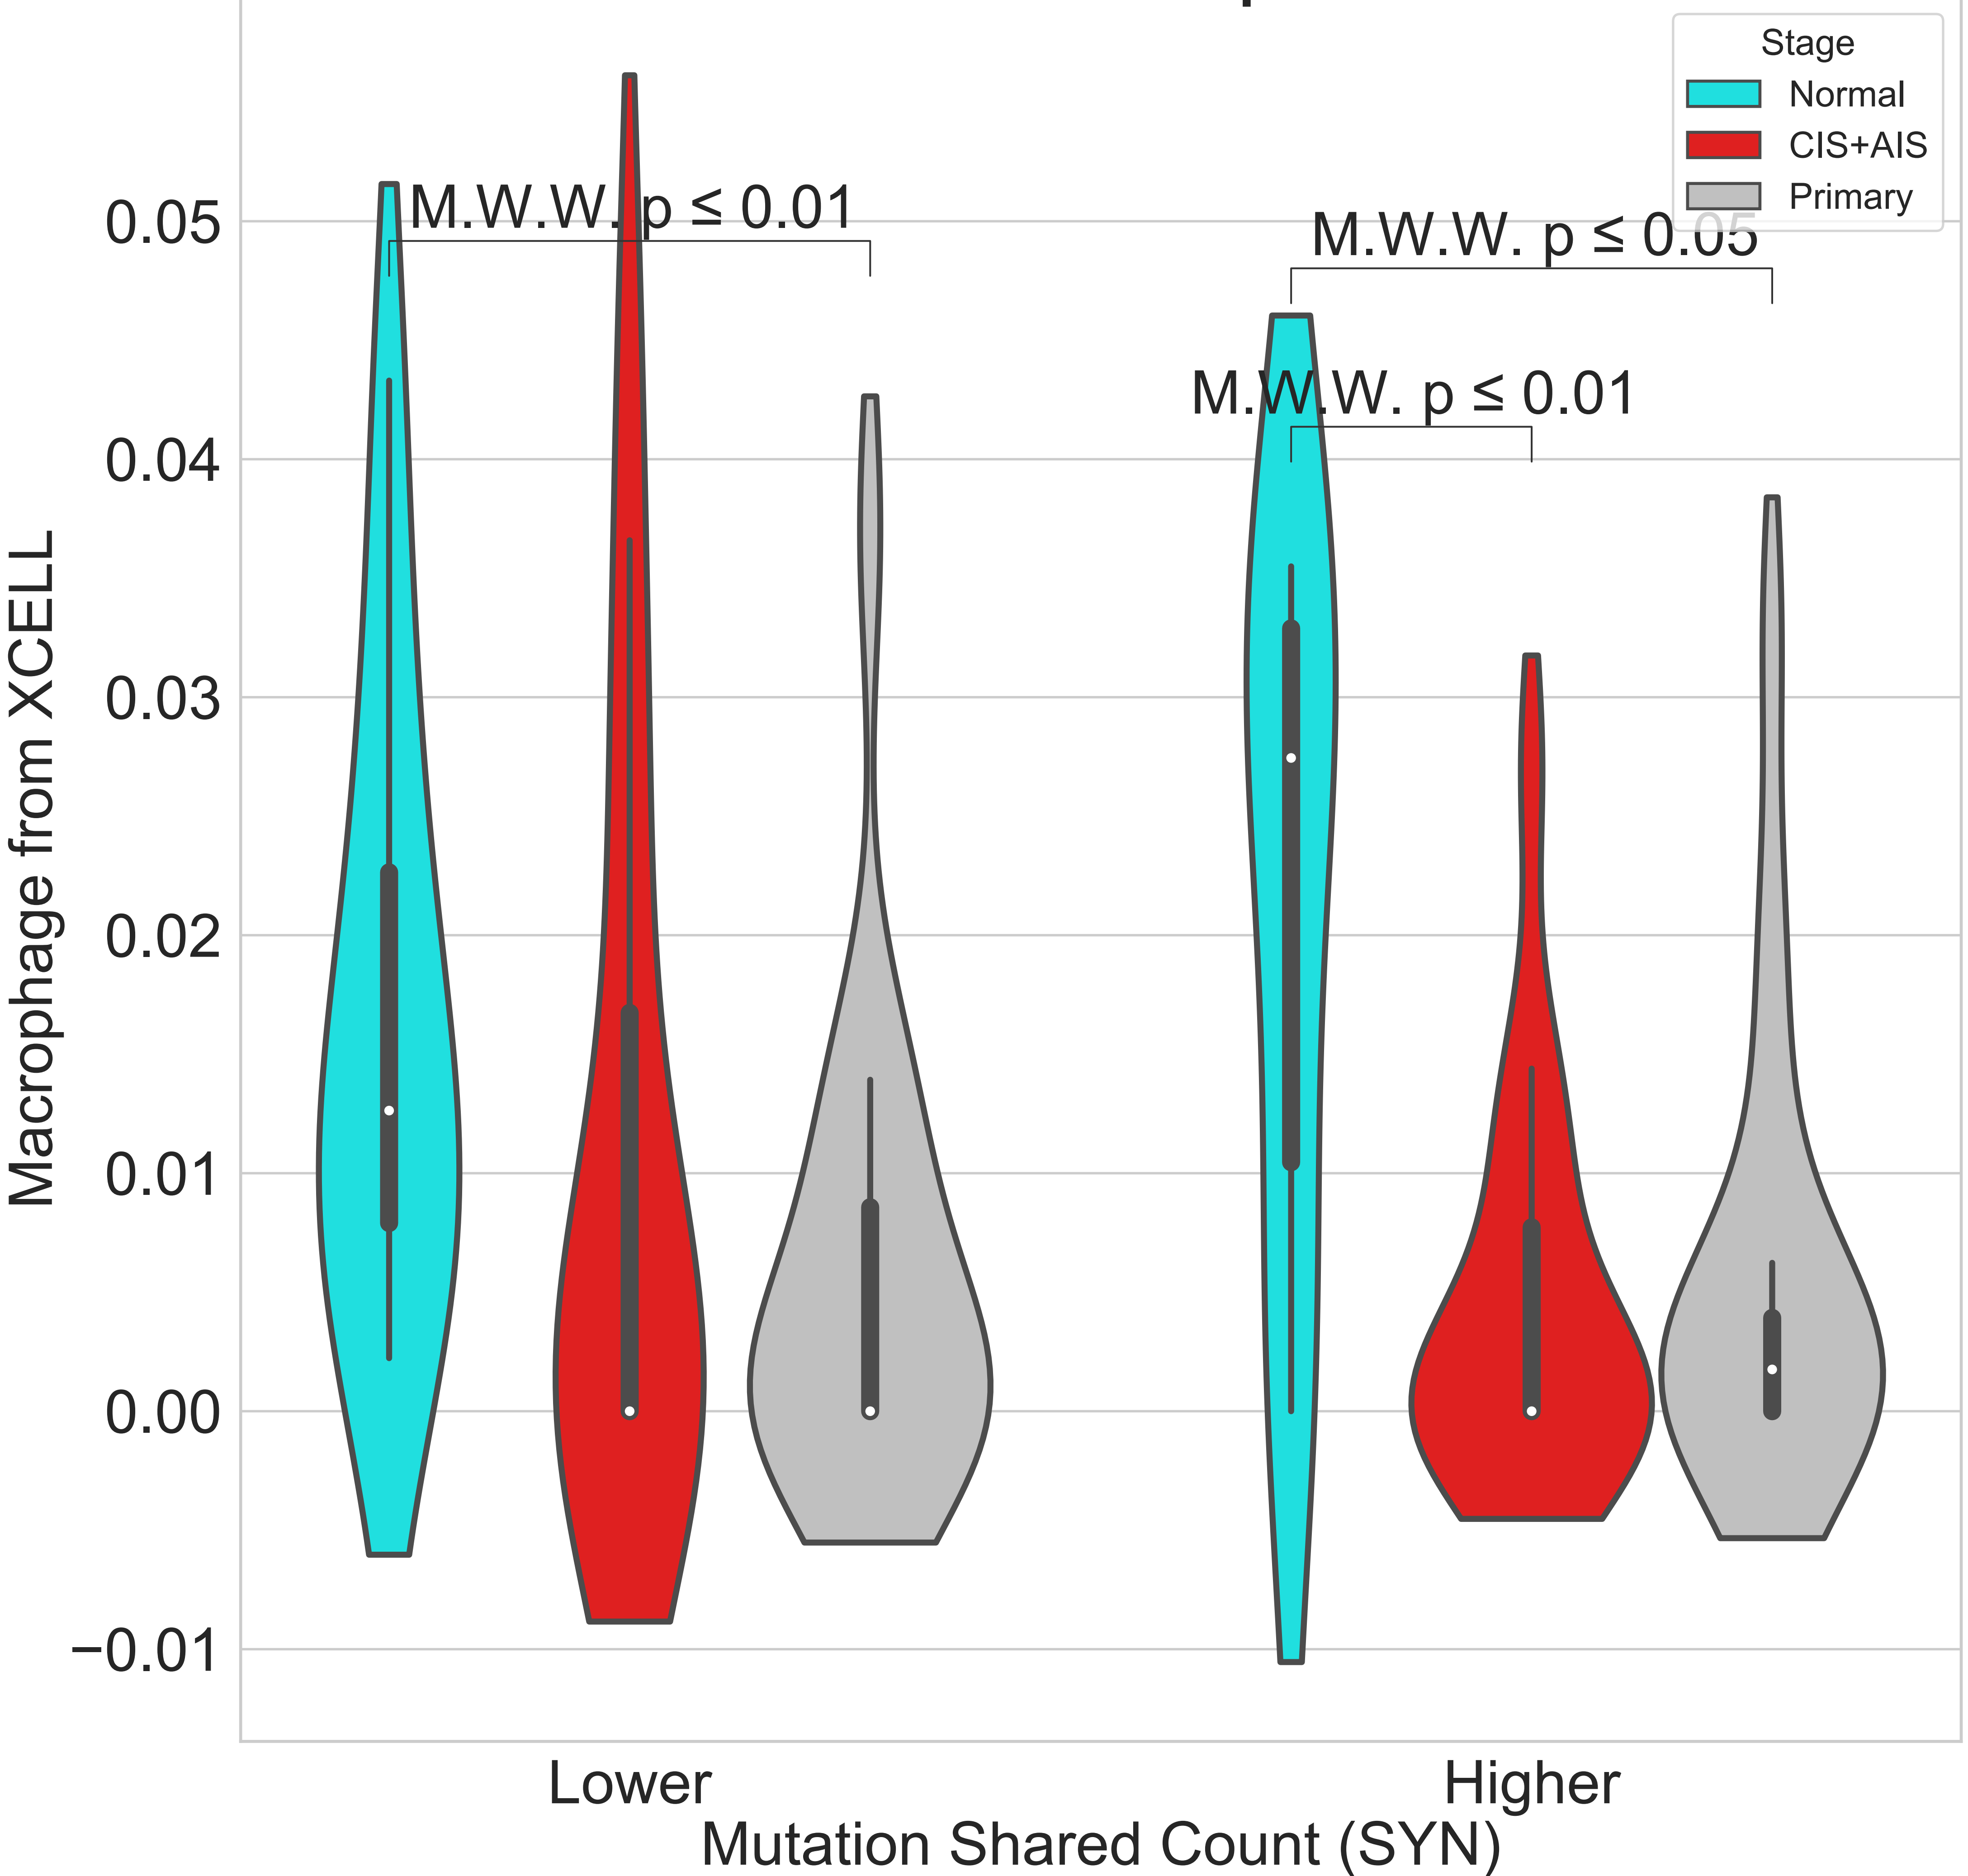 Stage
Normal
CIS+AIS
Primary
M.W.W. p ≤ 0.01
M.W.W. p ≤ 0.05
M.W.W. p ≤ 0.01
0.05
0.04
0.03
0.02
0.01
0.00
−0.01
Macrophage from XCELL
Lower
Higher
Mutation Shared Count (SYN)